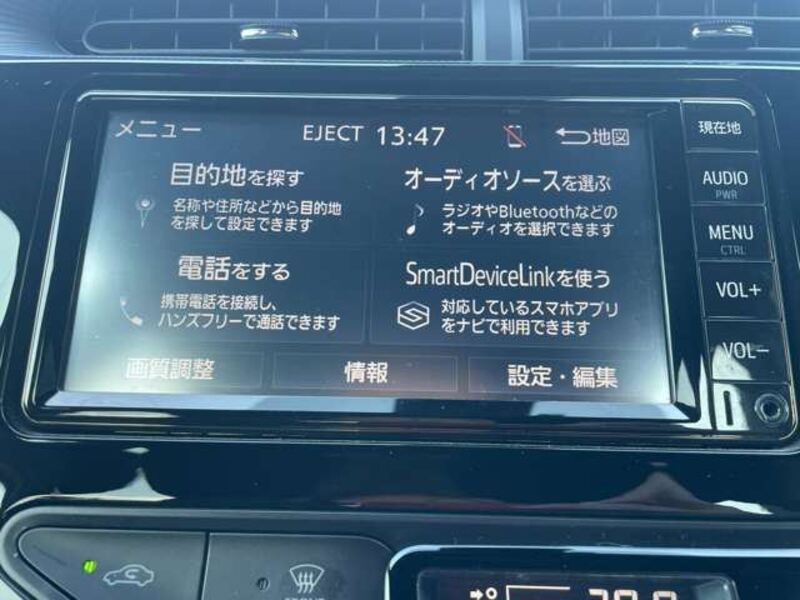 メニュー EJECT 13:47 地図
現在地
目的地を探す オーディオソースを選ぶ
AUDIO
PWR
名称や住所などから目的地
を探して設定できます
ラジオやBluetoothなどの
オーディオを選択できます
MENU
CTRL
電話をする SmartDeviceLinkを使う
携帯電話を接続し、
ハンズフリーで通話できます
対応しているスマホアプリ
をナビで利用できます
VOL+
VOL-
画質調整 情報 設定・編集